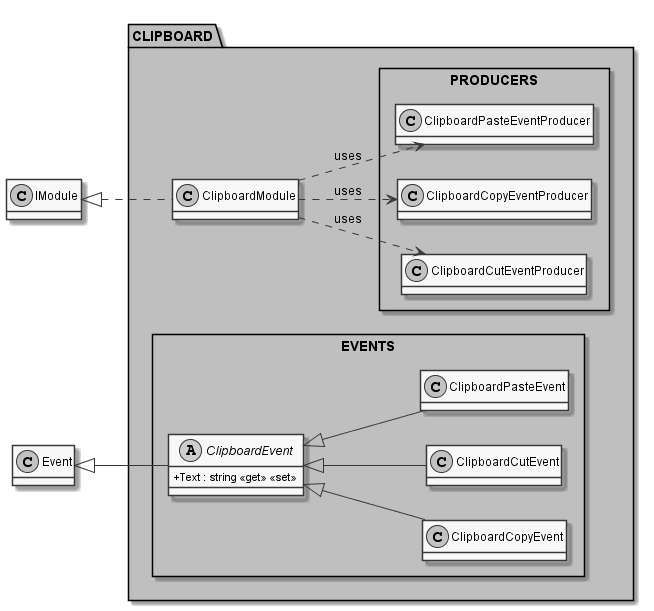 CLIPBOARD
PRODUCERS
C ClipboardPasteEventProducer
uses
C IModule
C ClipboardModule
uses
C ClipboardCopyEventProducer
uses
C ClipboardCutEventProducer
EVENTS
C ClipboardPasteEvent
A ClipboardEvent
+Text : string «get» «set»
C Event
C ClipboardCutEvent
C ClipboardCopyEvent